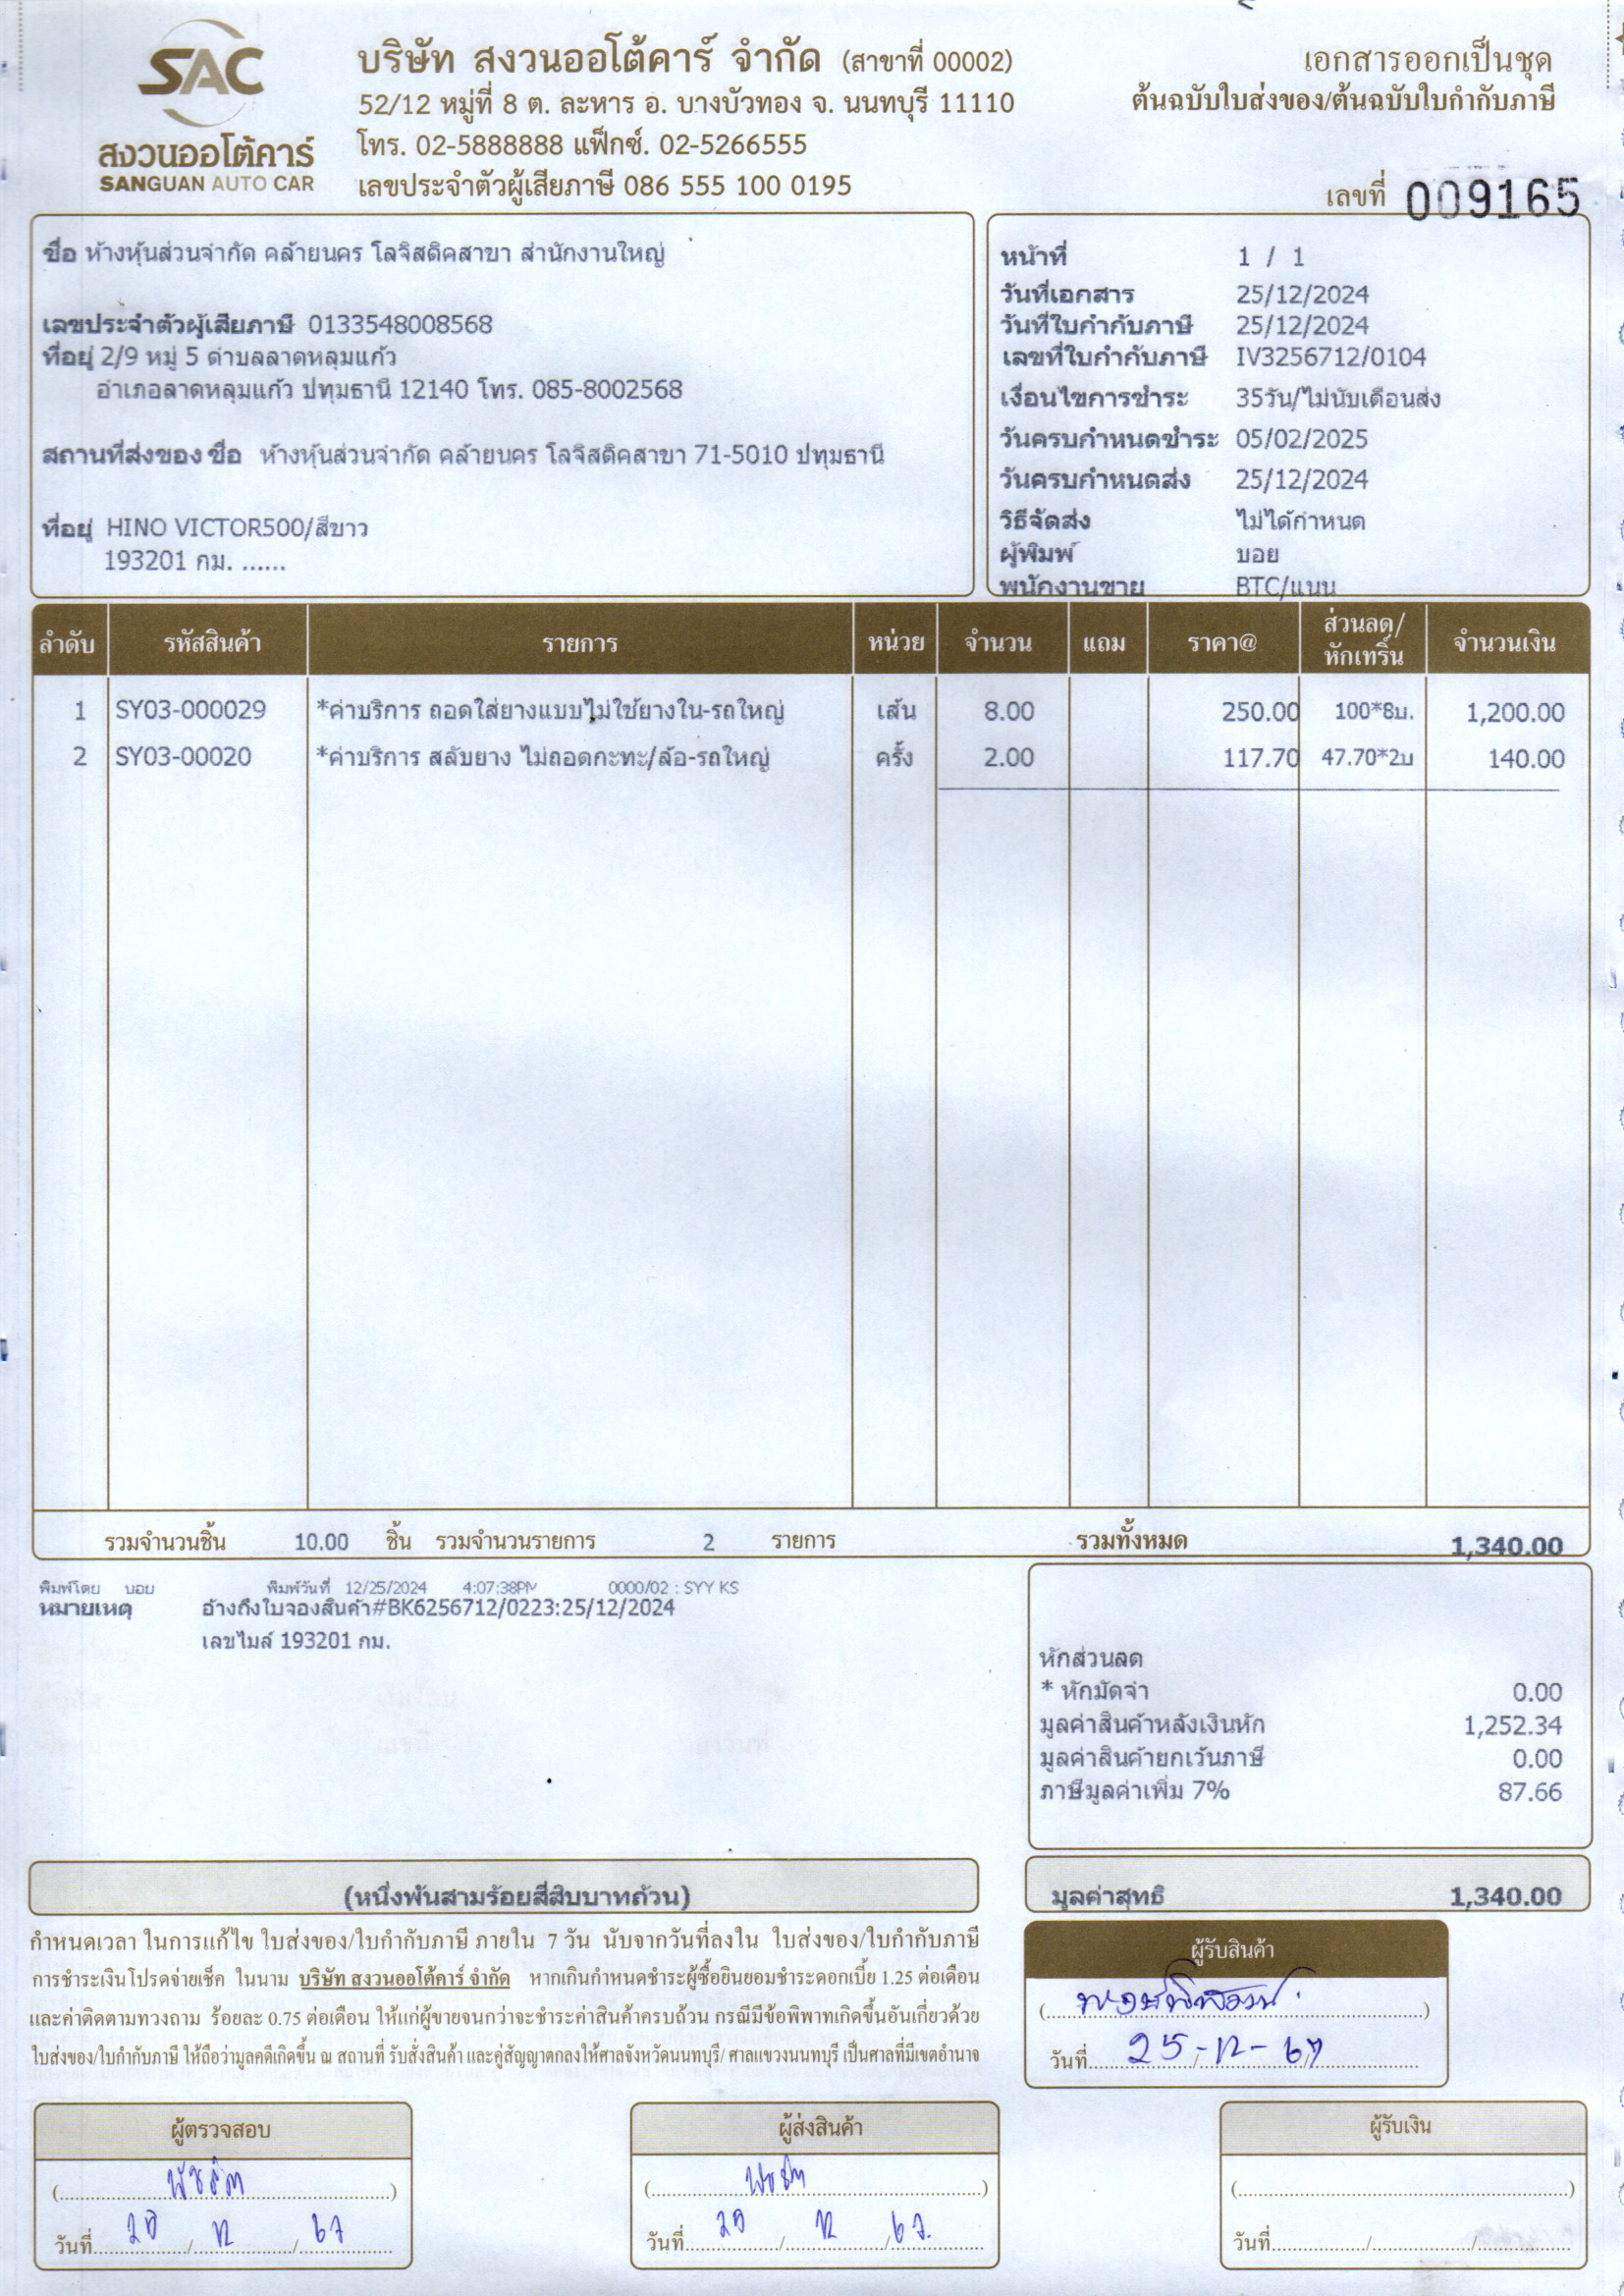 SAC
สงวนออโต้คาร์
SANGUAN AUTO CAR
บริษัท สงวนออโต้คาร์ จำกัด (สาขาที่ 00002)
52/12 หมู่ที่ 8 ต. ละหาร อ. บางบัวทอง จ. นนทบุรี 11110
โทร. 02-5888888 แฟ็กซ์. 02-5266555
เลขประจำตัวผู้เสียภาษี 086 555 100 0195
เอกสารออกเป็นชุด
ต้นฉบับใบส่งของ/ต้นฉบับใบกำกับภาษี
เลขที่ 009165
ชื่อ ห้างหุ้นส่วนจำกัด คล้ายนคร โลจิสติคสาขา สำนักงานใหญ่
เลขประจำตัวผู้เสียภาษี 0133548008568
ที่อยู่ 2/9 หมู่ 5 ตำบลลาดหลุมแก้ว
อำเภอลาดหลุมแก้ว ปทุมธานี 12140 โทร. 085-8002568
สถานที่ส่งของ ชื่อ ห้างหุ้นส่วนจำกัด คล้ายนคร โลจิสติคสาขา 71-5010 ปทุมธานี
ที่อยู่ HINO VICTOR500/สีขาว
193201 กม. ......
หน้าที่ 1 / 1
วันที่เอกสาร 25/12/2024
วันที่ใบกำกับภาษี 25/12/2024
เลขที่ใบกำกับภาษี IV3256712/0104
เงื่อนไขการชำระ 35วัน/ไม่นับเดือนส่ง
วันครบกำหนดชำระ 05/02/2025
วันครบกำหนดส่ง 25/12/2024
วิธีจัดส่ง ไม่ได้กำหนด
ผู้พิมพ์ บอย
พนักงานขาย BTC/แนน
ลำดับ รหัสสินค้า รายการ หน่วย จำนวน แถม ราคา@ ส่วนลด/หักเทริ์น จำนวนเงิน
1 SY03-000029 *ค่าบริการ ถอดใส่ยางแบบไม่ใช้ยางใน-รถใหญ่ เส้น 8.00 250.00 100*8บ. 1,200.00
2 SY03-00020 *ค่าบริการ สลับยาง ไม่ถอดกะทะ/ล้อ-รถใหญ่ ครั้ง 2.00 117.70 47.70*2บ 140.00
รวมจำนวนชิ้น 10.00 ชิ้น รวมจำนวนรายการ 2 รายการ รวมทั้งหมด 1,340.00
พิมพ์โดย บอย พิมพ์วันที่ 12/25/2024 4:07:38PM 0000/02 : SYY KS
หมายเหตุ อ้างถึงใบจองสินค้า#BK6256712/0223:25/12/2024
เลขไมล์ 193201 กม.
หักส่วนลด
* หักมัดจำ 0.00
มูลค่าสินค้าหลังเงินหัก 1,252.34
มูลค่าสินค้ายกเว้นภาษี 0.00
ภาษีมูลค่าเพิ่ม 7% 87.66
(หนึ่งพันสามร้อยสี่สิบบาทถ้วน)
มูลค่าสุทธิ 1,340.00
กำหนดเวลา ในการแก้ไข ใบส่งของ/ใบกำกับภาษี ภายใน 7 วัน นับจากวันที่ลงใน ใบส่งของ/ใบกำกับภาษี
การชำระเงินโปรดจ่ายเช็ค ในนาม บริษัท สงวนออโต้คาร์ จำกัด หากเกินกำหนดชำระผู้ซื้อยินยอมชำระดอกเบี้ย 1.25 ต่อเดือน
และค่าติดตามทวงถาม ร้อยละ 0.75 ต่อเดือน ให้แก่ผู้ขายจนกว่าจะชำระค่าสินค้าครบถ้วน กรณีมีข้อพิพาทเกิดขึ้นอันเกี่ยวด้วย
ใบส่งของ/ใบกำกับภาษี ให้ถือว่ามูลคดีเกิดขึ้น ณ สถานที่ รับสั่งสินค้า และคู่สัญญาตกลงให้ศาลจังหวัดนนทบุรี/ ศาลแขวงนนทบุรี เป็นศาลที่มีเขตอำนาจ
ผู้รับสินค้า
วันที่ 25-12-67
ผู้ตรวจสอบ
วันที่ / 12 / 67
ผู้ส่งสินค้า
วันที่ / 12 / 67
ผู้รับเงิน
วันที่